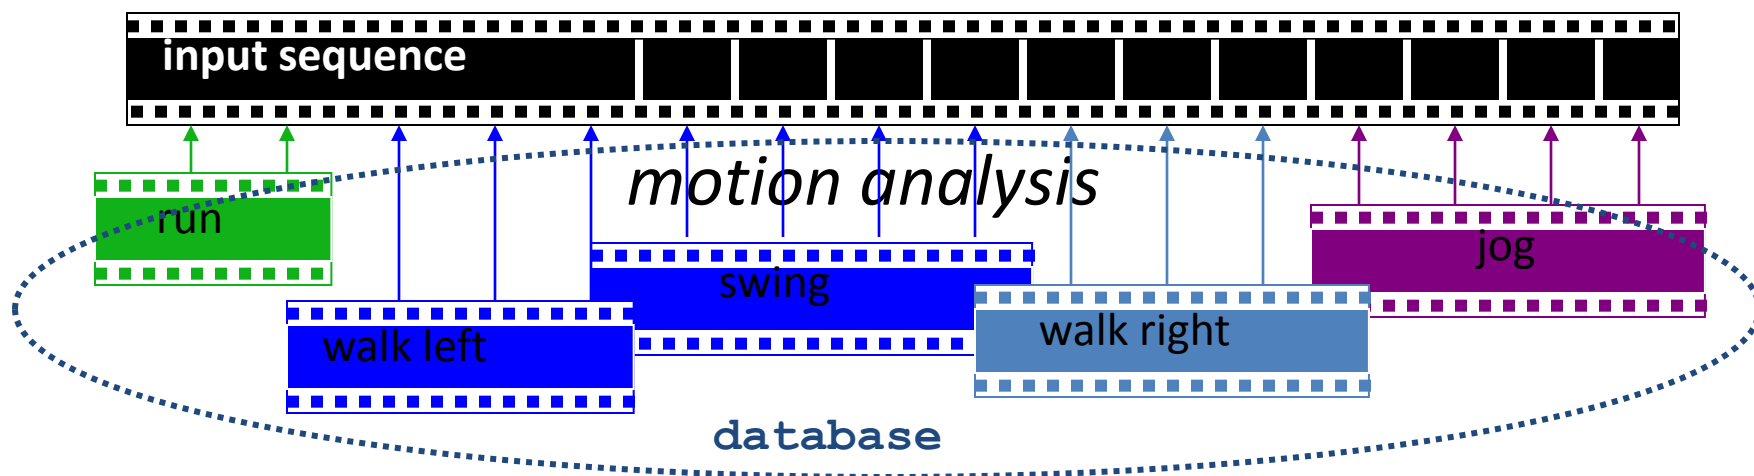 input sequence
motion analysis
run
jog
swing
walk right
walk left
database